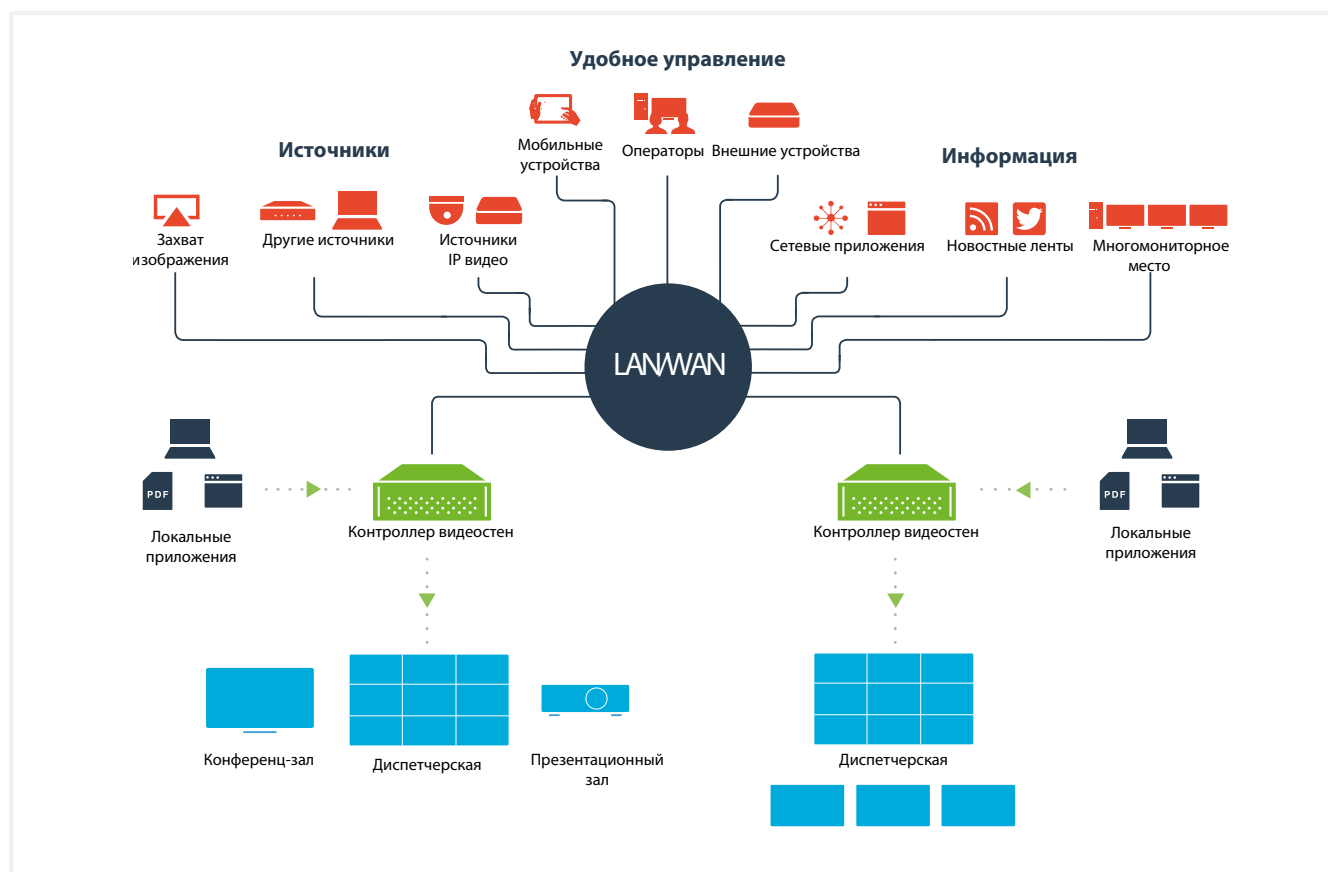 Удобное управление
Мобильные
устройства
Операторы
Внешние устройства
Источники
Информация
Захват
изображения
Другие источники
Источники
IP видео
Сетевые приложения
Новостные ленты
Многомониторное
место
LAN/WAN
PDF
Локальные
приложения
Контроллер видеостен
Контроллер видеостен
PDF
Локальные
приложения
Конференц-зал
Диспетчерская
Презентационный
зал
Диспетчерская